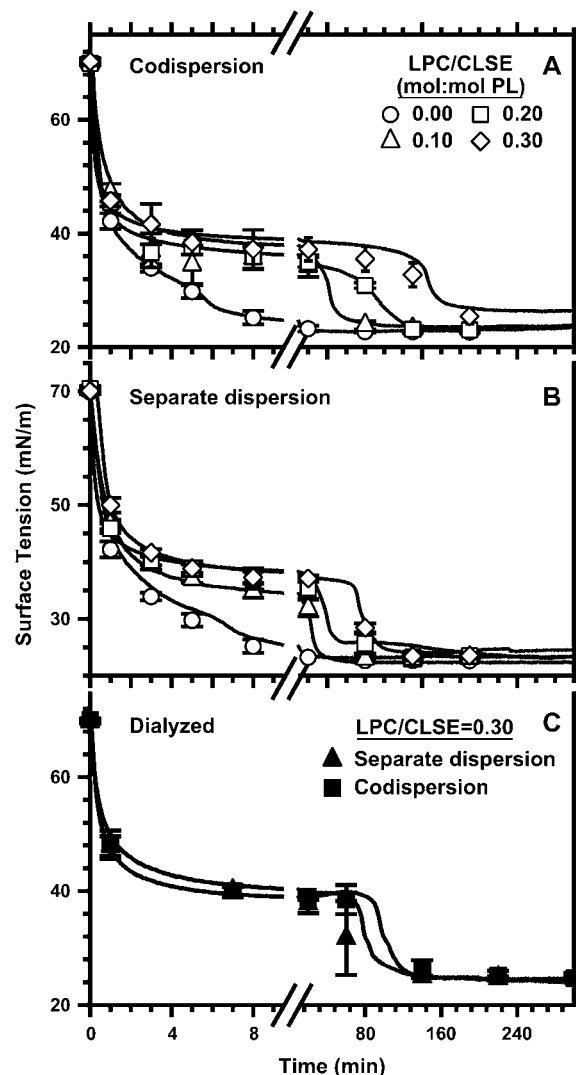 Codispersion
A
LPC/CLSE
(mol:mol PL)
0.00 0.20
0.10 0.30
60
40
20
Separate dispersion
B
70
50
30
Surface Tension (mN/m)
Dialyzed
C
LPC/CLSE=0.30
Separate dispersion
Codispersion
60
40
20
0 4 8 80 160 240
Time (min)